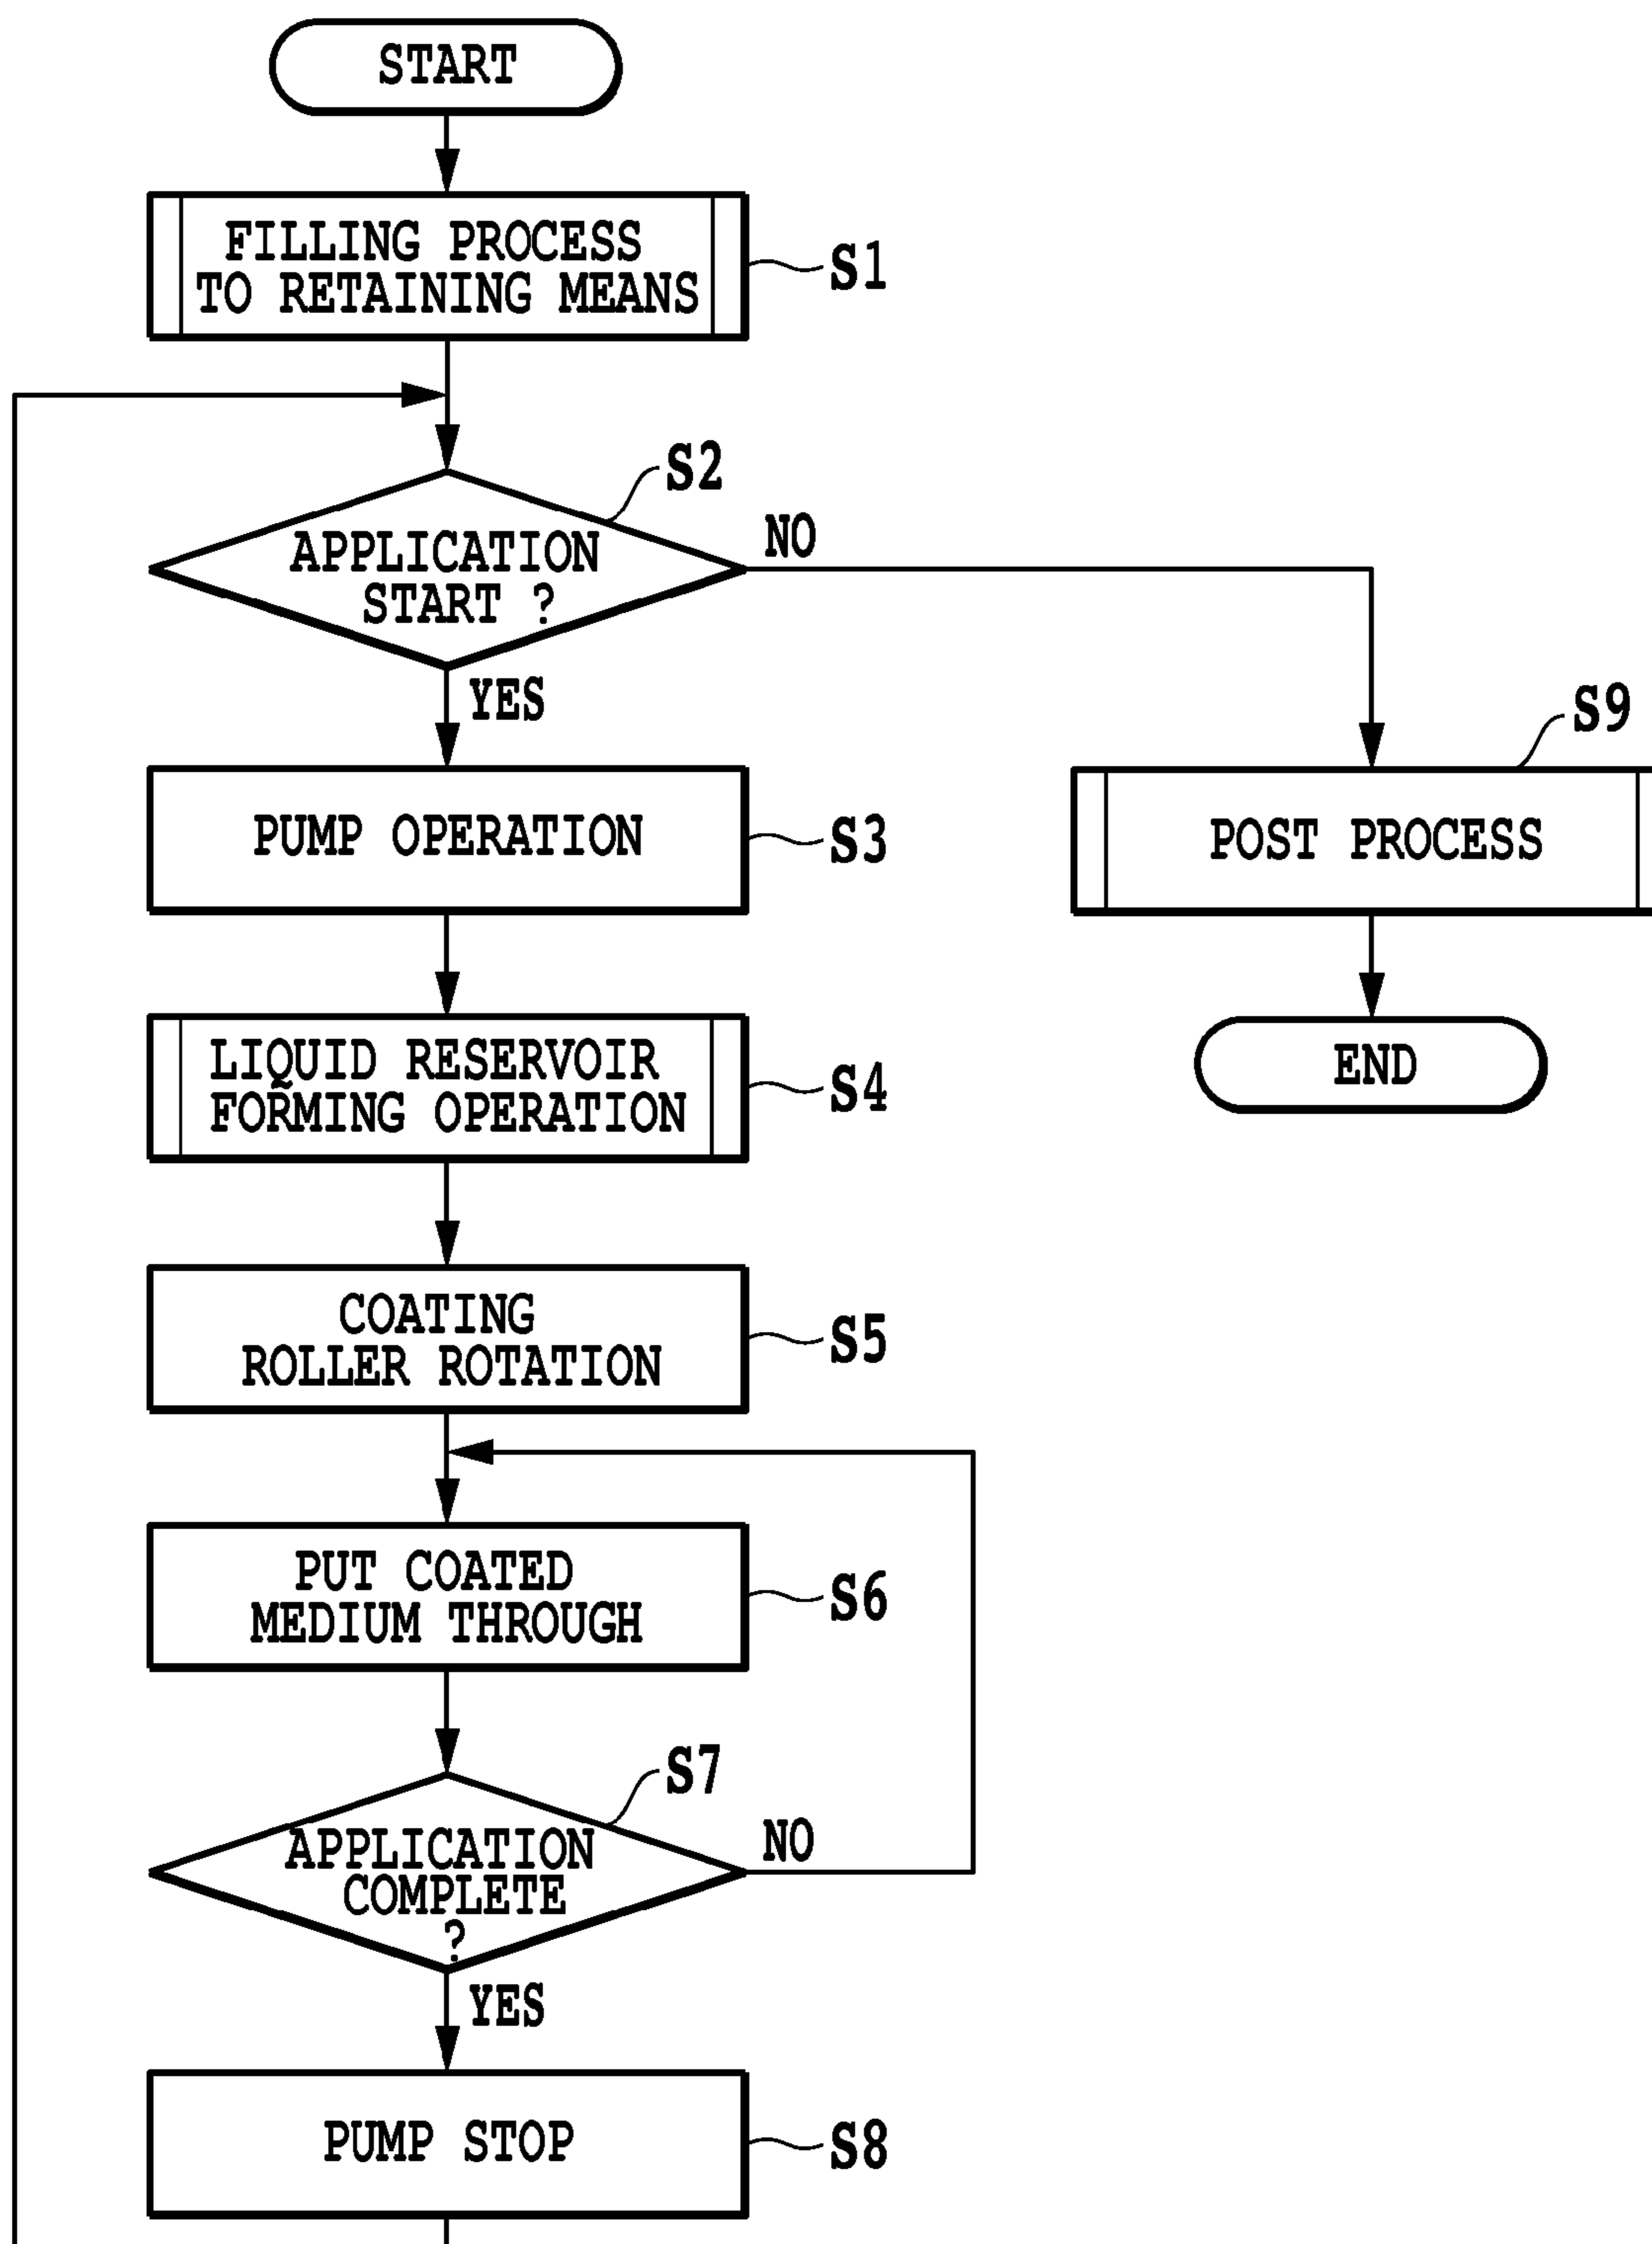 START
FILLING PROCESS
TO RETAINING MEANS
S1
S2
APPLICATION
START ?
NO
YES
S9
PUMP OPERATION
S3
POST PROCESS
LIQUID RESERVOIR
FORMING OPERATION
S4
END
COATING
ROLLER ROTATION
S5
PUT COATED
MEDIUM THROUGH
S6
S7
APPLICATION
COMPLETE
?
NO
YES
PUMP STOP
S8